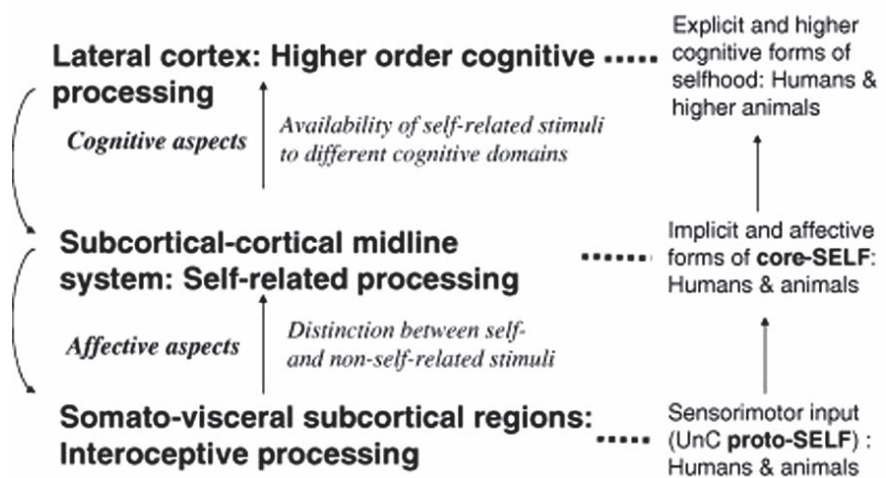 Lateral cortex: Higher order cognitive
processing
Explicit and higher
cognitive forms of
selfhood: Humans &
higher animals
Cognitive aspects
Availability of self-related stimuli
to different cognitive domains
Subcortical-cortical midline
system: Self-related processing
Implicit and affective
forms of core-SELF:
Humans & animals
Affective aspects
Distinction between self-
and non-self-related stimuli
Somato-visceral subcortical regions:
Interoceptive processing
Sensorimotor input
(UnC proto-SELF) :
Humans & animals